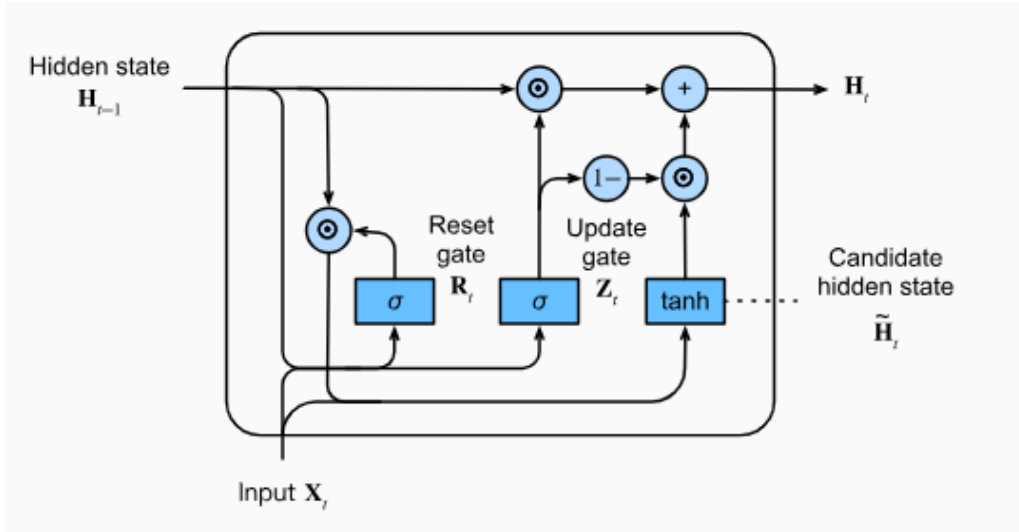 Hidden state
H_{t-1}
H_t
+
1−
Reset
gate
R_t
Update
gate
Z_t
σ
σ
tanh
Candidate
hidden state
H̃_t
Input X_t